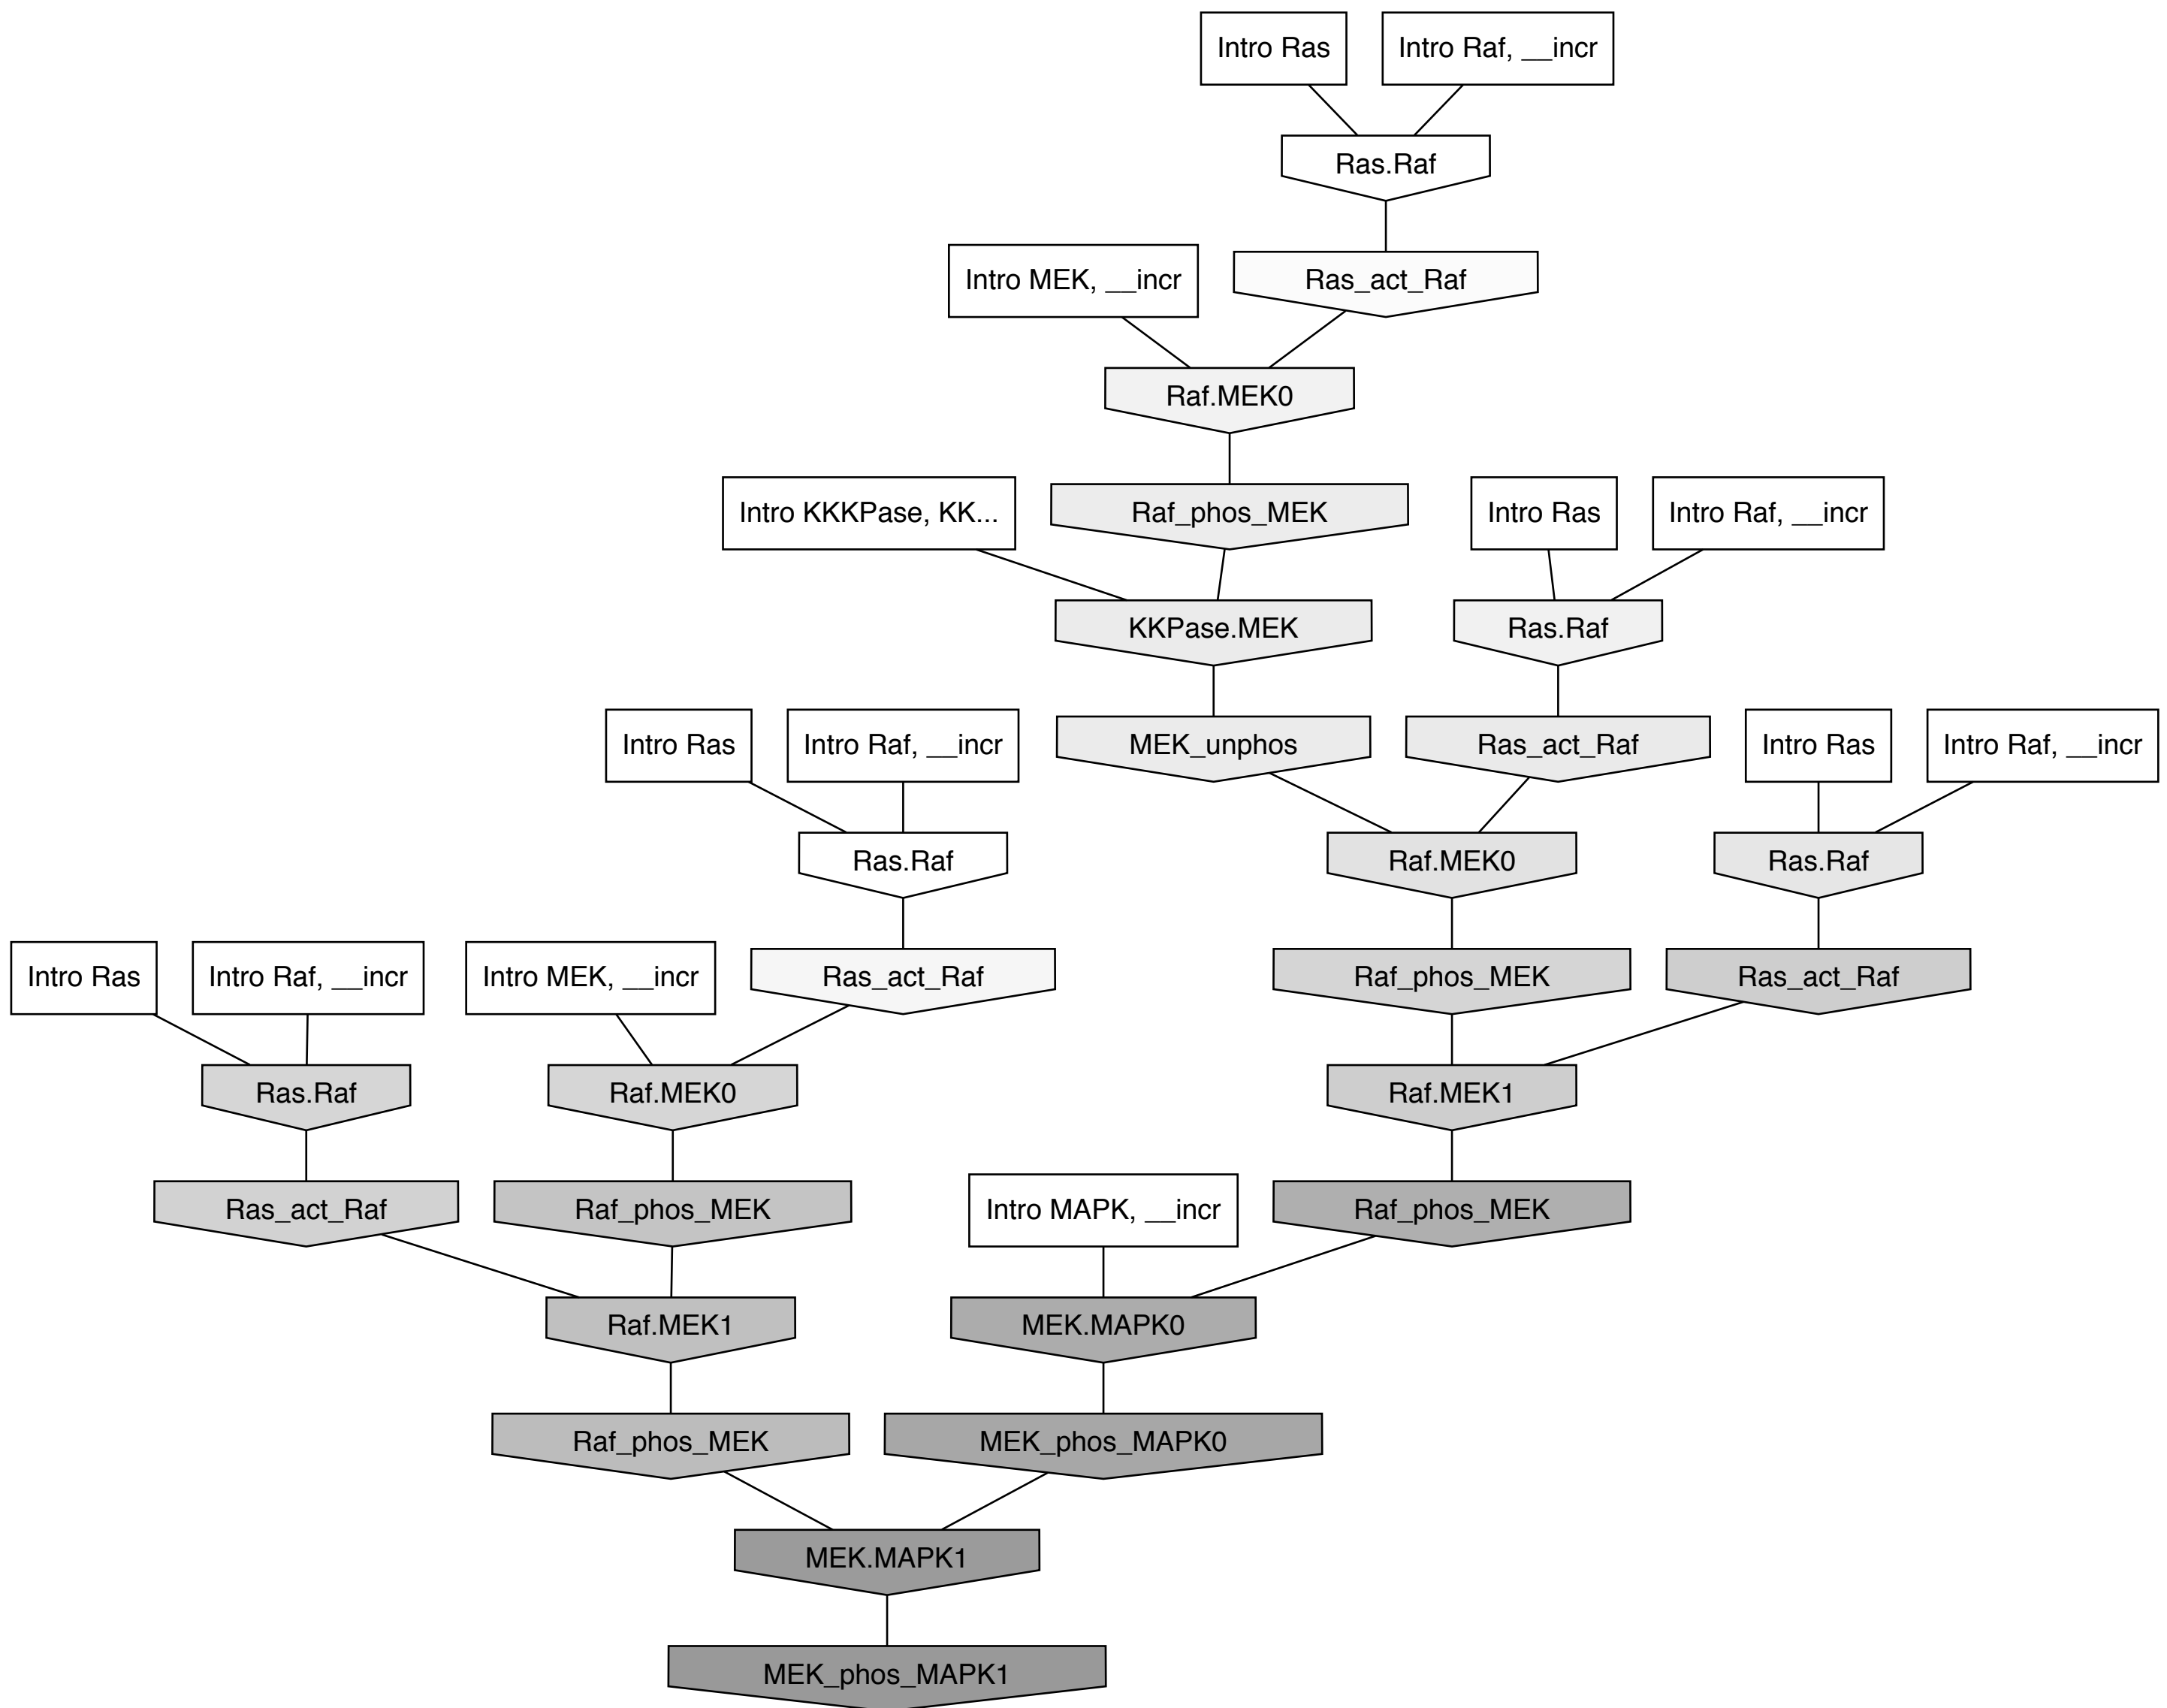 Intro Ras
Intro Raf, __incr
Ras.Raf
Intro MEK, __incr
Ras_act_Raf
Raf.MEK0
Intro KKKPase, KK...
Raf_phos_MEK
Intro Ras
Intro Raf, __incr
KKPase.MEK
Ras.Raf
Intro Ras
Intro Raf, __incr
MEK_unphos
Ras_act_Raf
Intro Ras
Intro Raf, __incr
Ras.Raf
Raf.MEK0
Ras.Raf
Intro Ras
Intro Raf, __incr
Intro MEK, __incr
Ras_act_Raf
Raf_phos_MEK
Ras_act_Raf
Ras.Raf
Raf.MEK0
Raf.MEK1
Ras_act_Raf
Raf_phos_MEK
Intro MAPK, __incr
Raf_phos_MEK
Raf.MEK1
MEK.MAPK0
Raf_phos_MEK
MEK_phos_MAPK0
MEK.MAPK1
MEK_phos_MAPK1